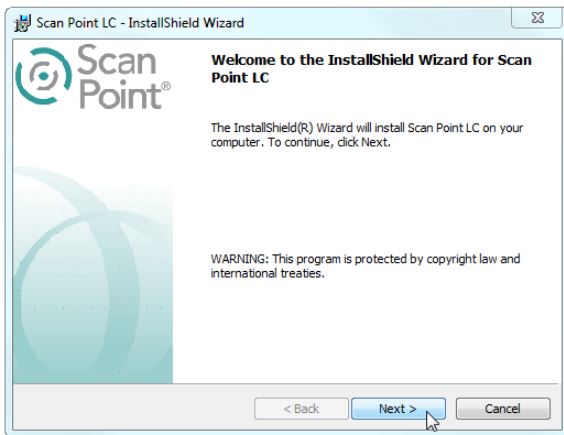 Scan Point LC - InstallShield Wizard
Scan
Point®
Welcome to the InstallShield Wizard for Scan
Point LC
The InstallShield(R) Wizard will install Scan Point LC on your
computer. To continue, click Next.
WARNING: This program is protected by copyright law and
international treaties.
< Back
Next >
Cancel